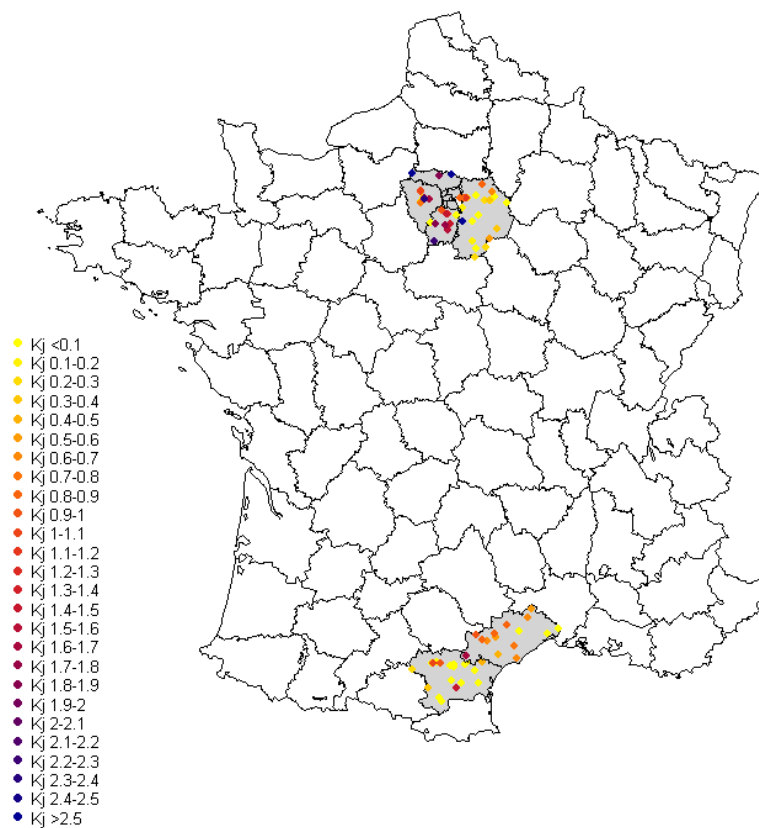 Kj <0.1
Kj 0.1-0.2
Kj 0.2-0.3
Kj 0.3-0.4
Kj 0.4-0.5
Kj 0.5-0.6
Kj 0.6-0.7
Kj 0.7-0.8
Kj 0.8-0.9
Kj 0.9-1
Kj 1-1.1
Kj 1.1-1.2
Kj 1.2-1.3
Kj 1.3-1.4
Kj 1.4-1.5
Kj 1.5-1.6
Kj 1.6-1.7
Kj 1.7-1.8
Kj 1.8-1.9
Kj 1.9-2
Kj 2-2.1
Kj 2.1-2.2
Kj 2.2-2.3
Kj 2.3-2.4
Kj 2.4-2.5
Kj >2.5